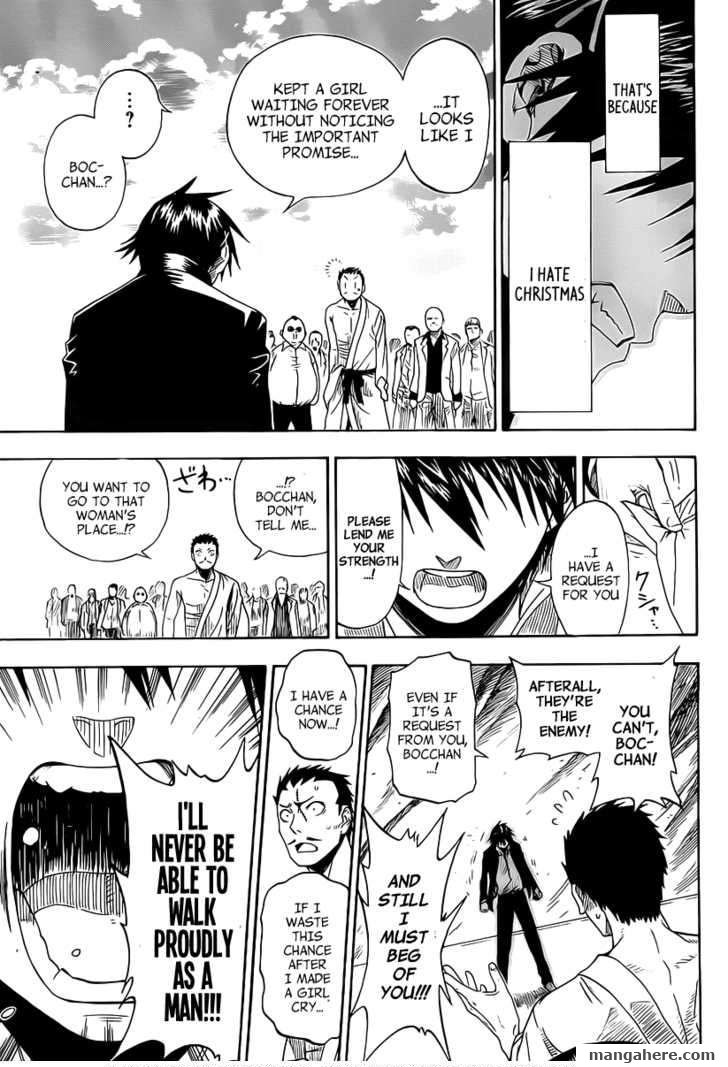 THAT'S
BECAUSE
I HATE
CHRISTMAS
...IT
LOOKS
LIKE I
KEPT A GIRL
WAITING FOREVER
WITHOUT NOTICING
THE IMPORTANT
PROMISE...
...?
BOC-
CHAN...?
...I
HAVE A
REQUEST
FOR YOU
クシャ...
PLEASE
LEND ME
YOUR
STRENGTH
...!
...!?
BOCCHAN,
DON'T
TELL ME...
ざわ...
YOU WANT TO
GO TO THAT
WOMAN'S
PLACE...!?
YOU
CAN'T,
BOC-
CHAN!
AFTERALL,
THEY'RE
THE
ENEMY!
EVEN IF
IT'S A
REQUEST
FROM YOU,
BOCCHAN
...!
AND
STILL I
MUST
BEG
OF
YOU!!!
I HAVE A
CHANCE
NOW...!
IF I
WASTE
THIS
CHANCE
AFTER
I MADE
A GIRL
CRY...
I'LL
NEVER BE
ABLE TO
WALK
PROUDLY
AS A
MAN!!!
mangahere.com